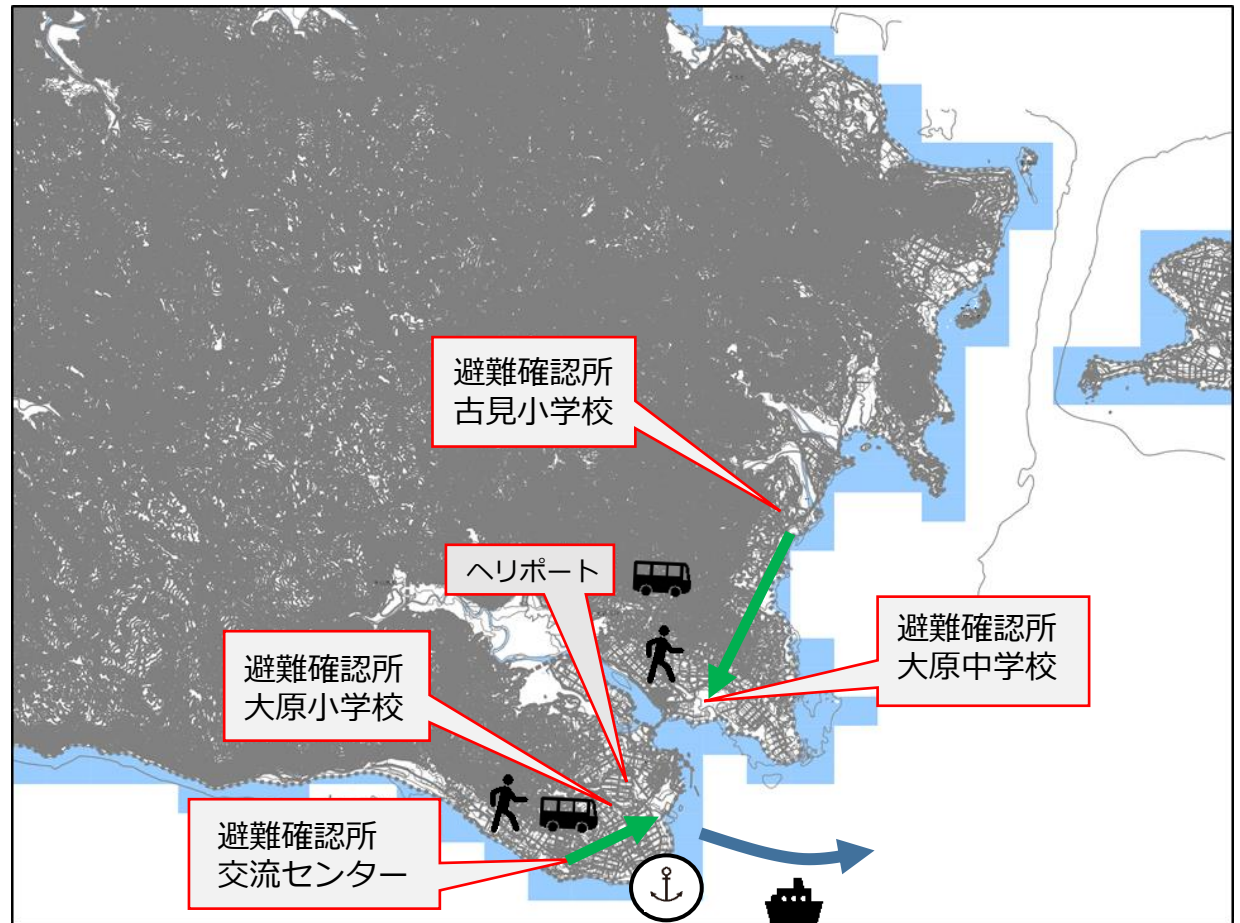 避難確認所
古見小学校
ヘリポート
避難確認所
大原中学校
避難確認所
大原小学校
避難確認所
交流センター